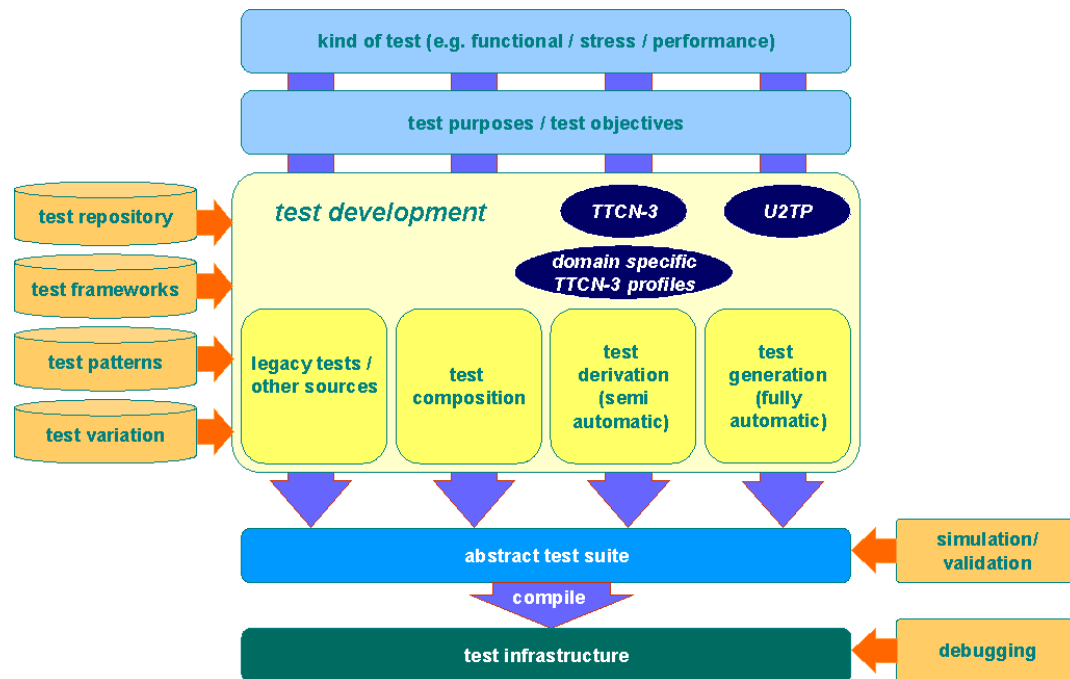 kind of test (e.g. functional / stress / performance)
test purposes / test objectives
test repository
test frameworks
test patterns
test variation
test development
TTCN-3
U2TP
domain specific
TTCN-3 profiles
legacy tests /
other sources
test
composition
test
derivation
(semi
automatic)
test
generation
(fully
automatic)
abstract test suite
simulation/
validation
compile
test infrastructure
debugging